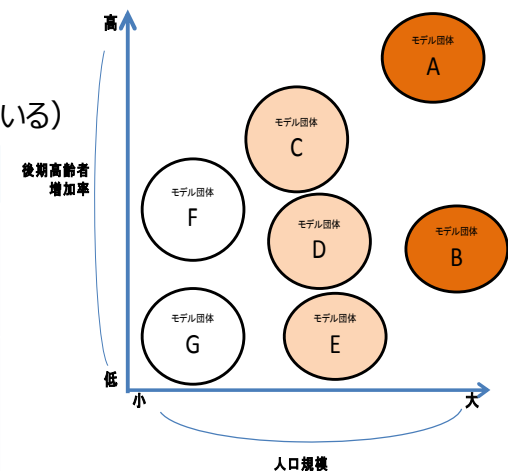 高
いる）
後期高齢者
増加率
モデル団体
A
モデル団体
C
モデル団体
F
モデル団体
D
モデル団体
B
モデル団体
G
モデル団体
E
低
小
大
人口規模